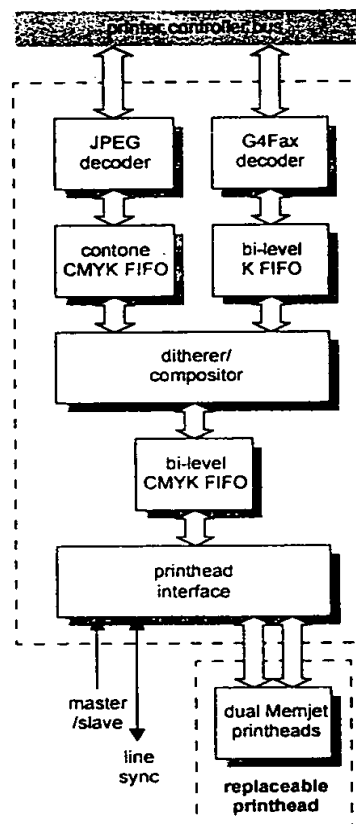 printer controller bus
JPEG
decoder
G4Fax
decoder
contone
CMYK FIFO
bi-level
K FIFO
ditherer/
compositor
bi-level
CMYK FIFO
printhead
interface
master
/slave
line
sync
dual Memjet
printheads
replaceable
printhead